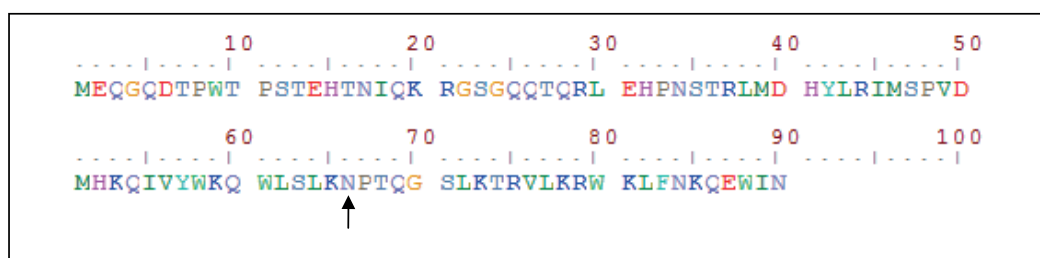 10 20 30 40 50
....|....| ....|....| ....|....| ....|....| ....|....|
MEQGQDTPWT PSTEHTNIQK RGSGQQTQRL EHPNSTRLMD HYLRIMSPVD
60 70 80 90 100
....|....| ....|....| ....|....| ....|....| ....|....|
MHKQIVYWKQ WLSLKNPTQG SLKTRVLKRW KLFNKQEWIN